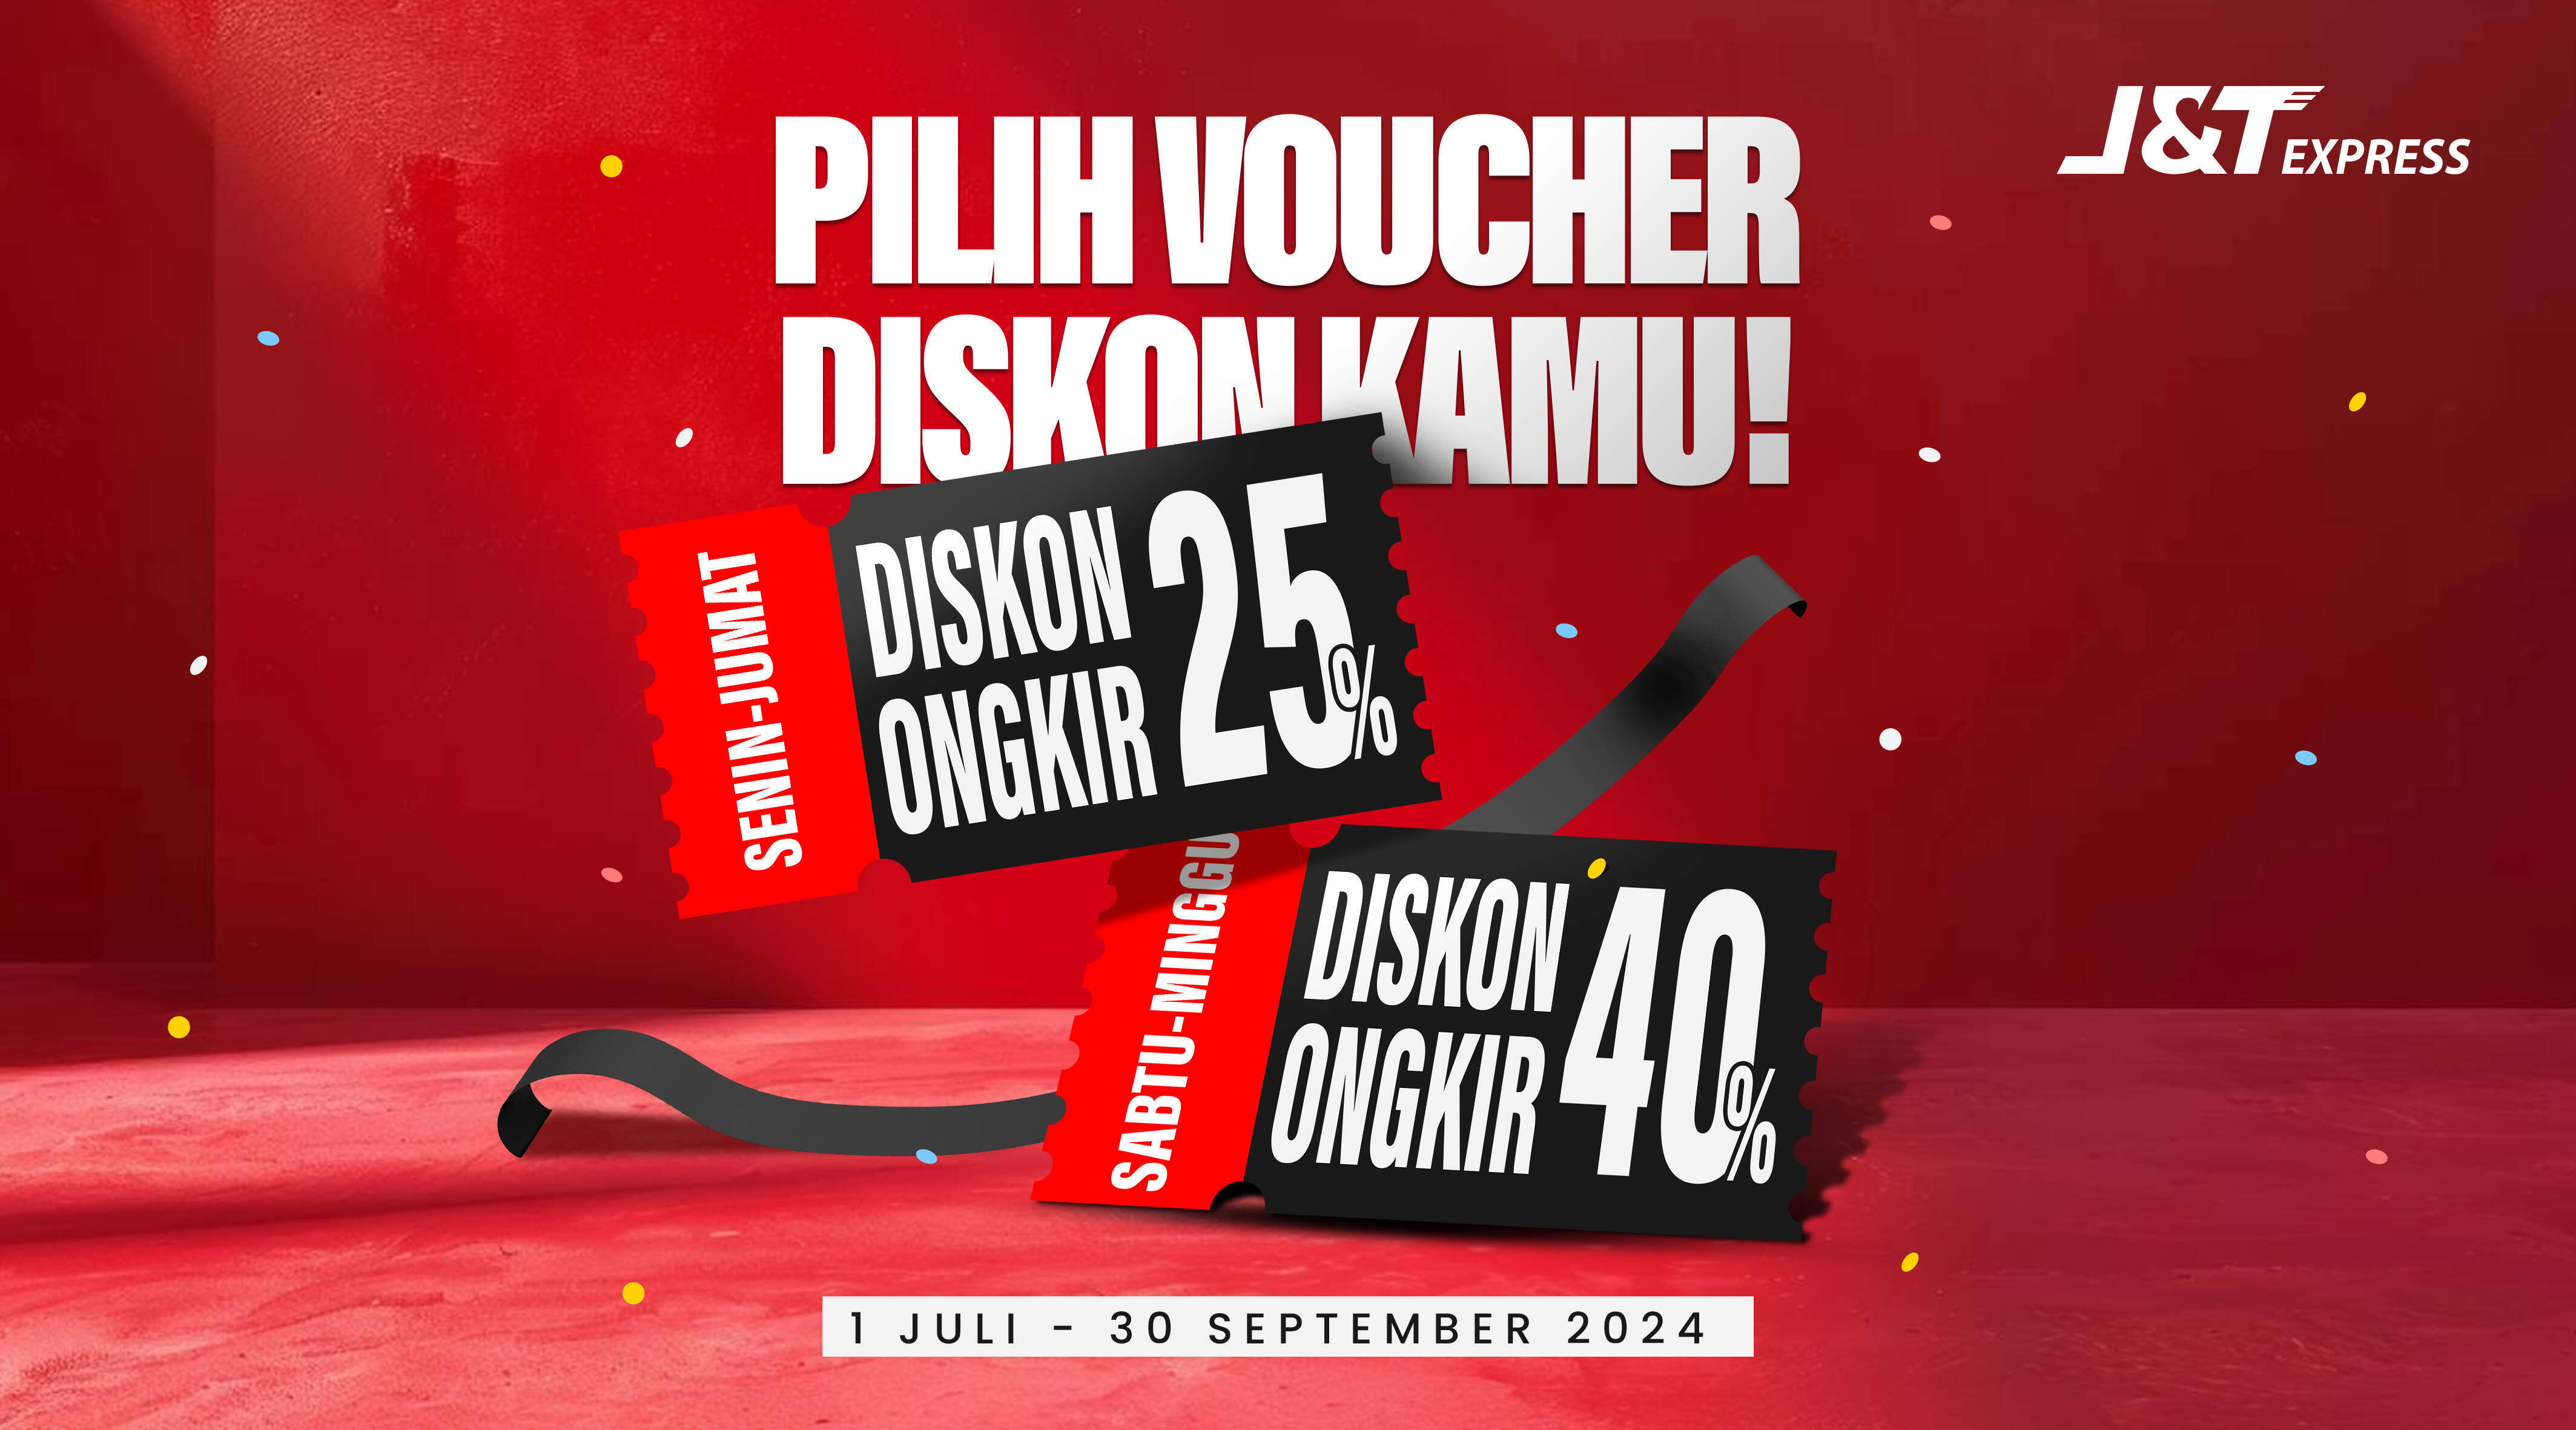 J&T EXPRESS
PILIH VOUCHER
DISKON KAMU!
SENIN-JUMAT
DISKON
ONGKIR
25%
SABTU-MINGGU
DISKON
ONGKIR
40%
1 JULI - 30 SEPTEMBER 2024